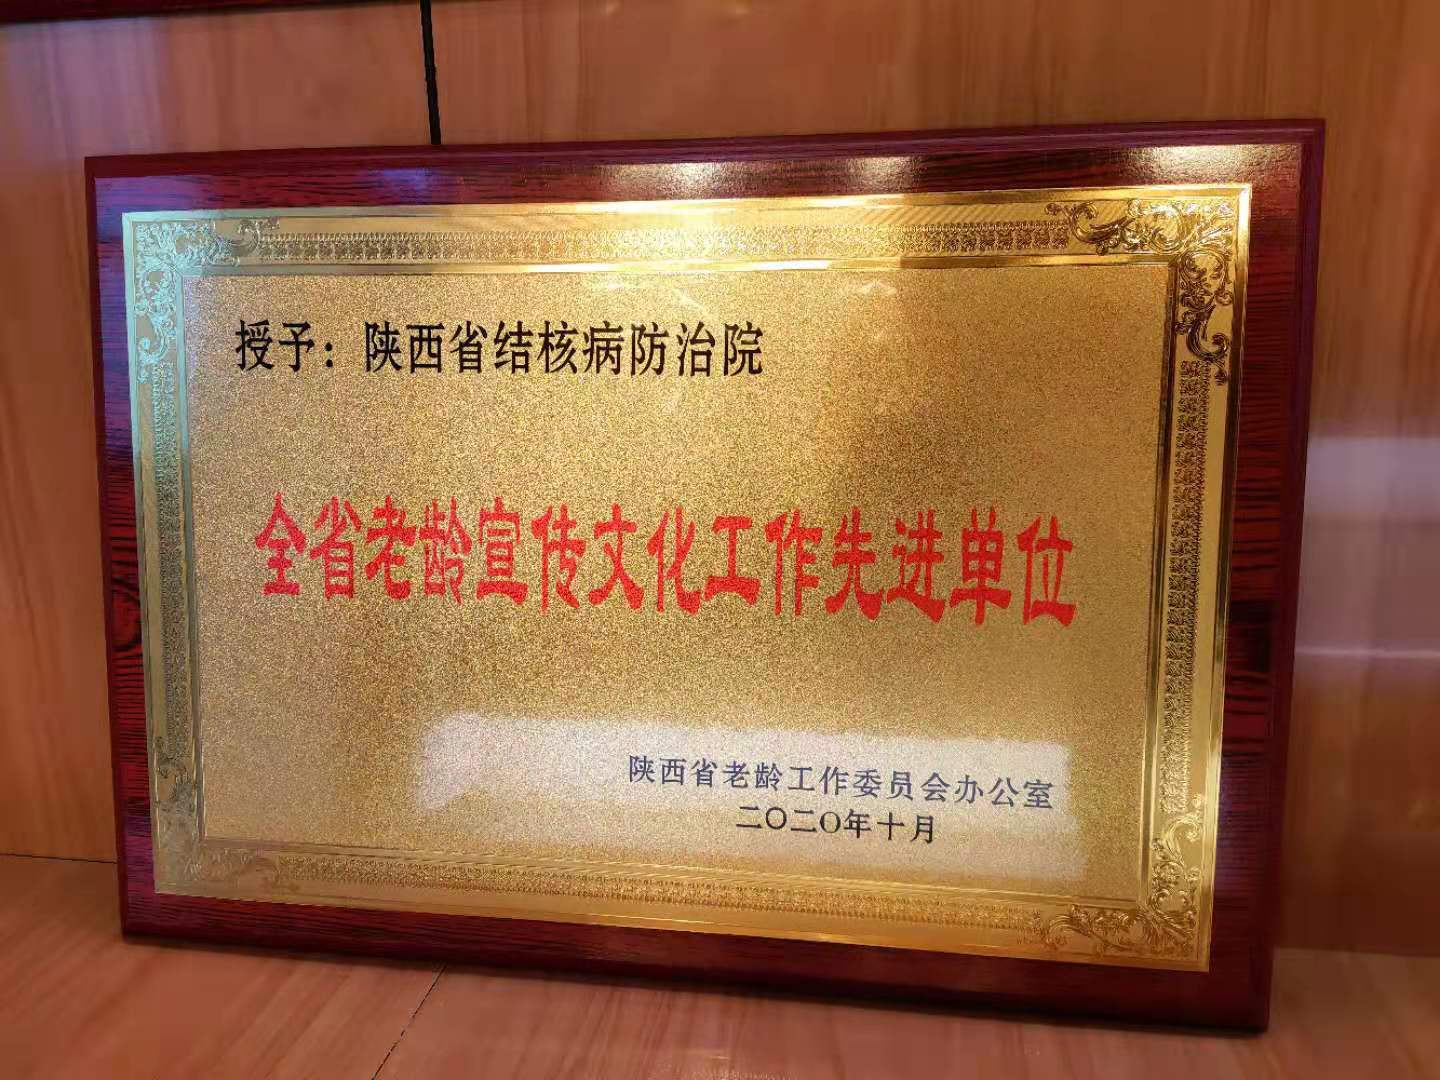 授予：陕西省结核病防治院
全省老龄宣传文化工作先进单位
陕西省老龄工作委员会办公室
二〇二〇年十月